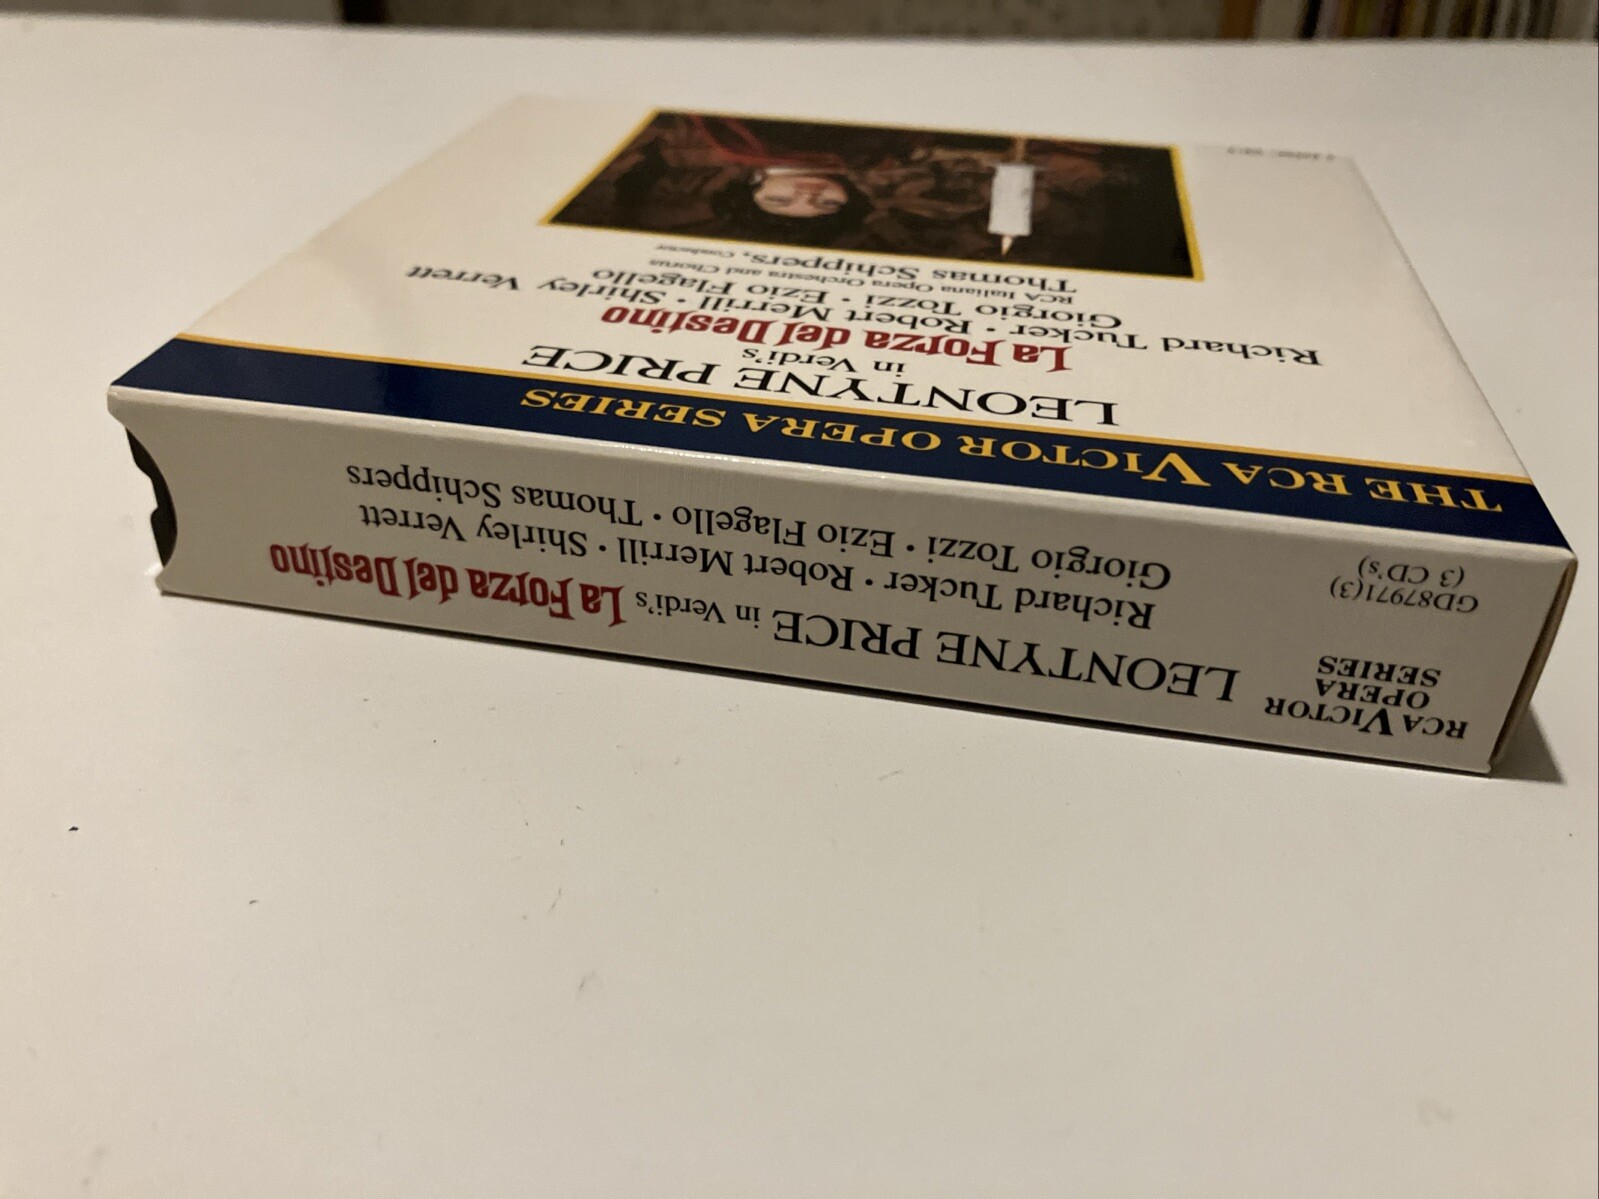 RCA VICTOR
OPERA
SERIES
GD87971(3)
(3 CD's)
LEONTYNE PRICE in Verdi's La Forza del Destino
Richard Tucker · Robert Merrill · Shirley Verrett
Giorgio Tozzi · Ezio Flagello · Thomas Schippers
THE RCA VICTOR OPERA SERIES
LEONTYNE PRICE
in Verdi's
La Forza del Destino
Richard Tucker · Robert Merrill · Shirley Verrett
Giorgio Tozzi · Ezio Flagello
RCA Italiana Opera Orchestra and Chorus
Thomas Schippers, Conductor